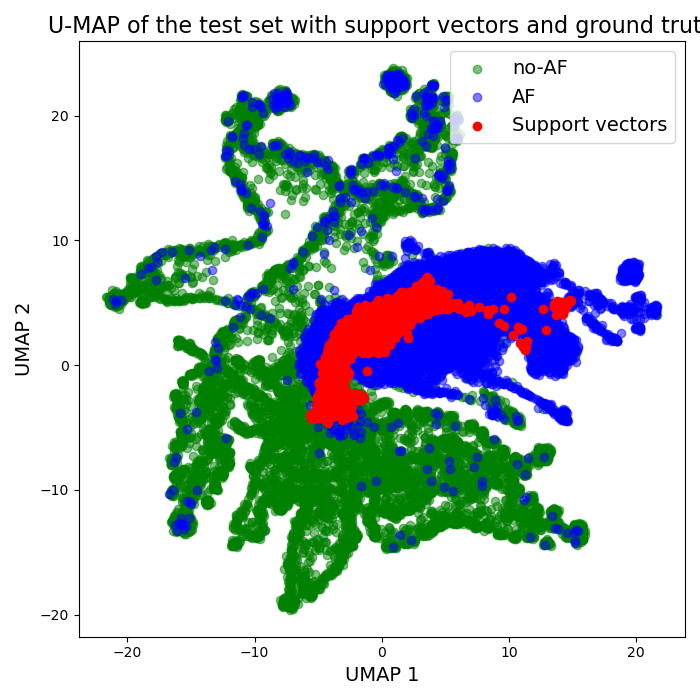 U-MAP of the test set with support vectors and ground trut
no-AF
AF
Support vectors
20
10
0
−10
−20
UMAP 2
−20
−10
0
10
20
UMAP 1